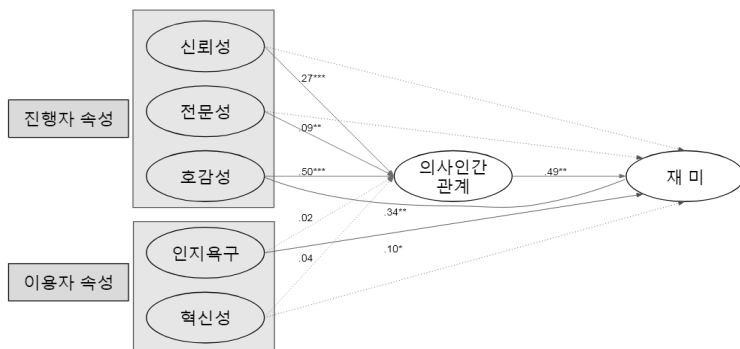 신뢰성
.27***
진행자 속성
전문성
.09**
호감성
.50***
의사인간
관계
.49**
재 미
.02
.34**
인지욕구
.10*
.04
이용자 속성
혁신성